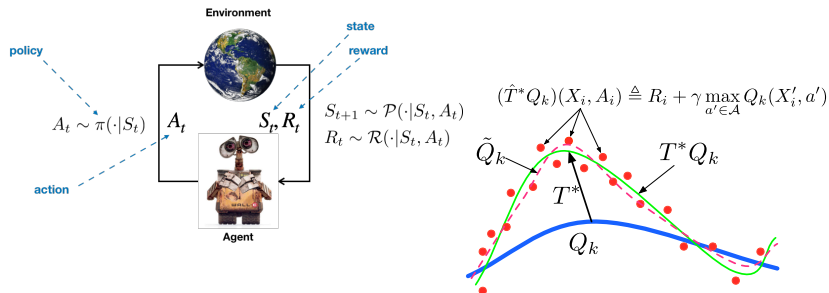 Environment
state
policy
reward
A_t ∼ π(·|S_t)
A_t
S_t, R_t
S_{t+1} ∼ P(·|S_t, A_t)
R_t ∼ R(·|S_t, A_t)
action
WALL·E
Agent
(T̂*Q_k)(X_i, A_i) ≜ R_i + γ max_{a'∈A} Q_k(X'_i, a')
Q̃_k
T*Q_k
T*
Q_k